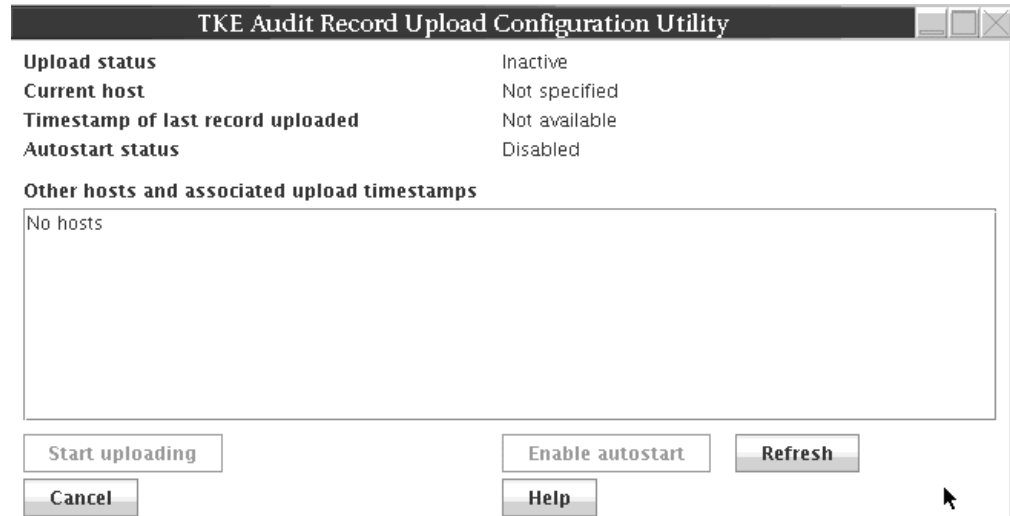 TKE Audit Record Upload Configuration Utility
Upload status Inactive
Current host Not specified
Timestamp of last record uploaded Not available
Autostart status Disabled
Other hosts and associated upload timestamps
No hosts
Start uploading Enable autostart Refresh
Cancel Help